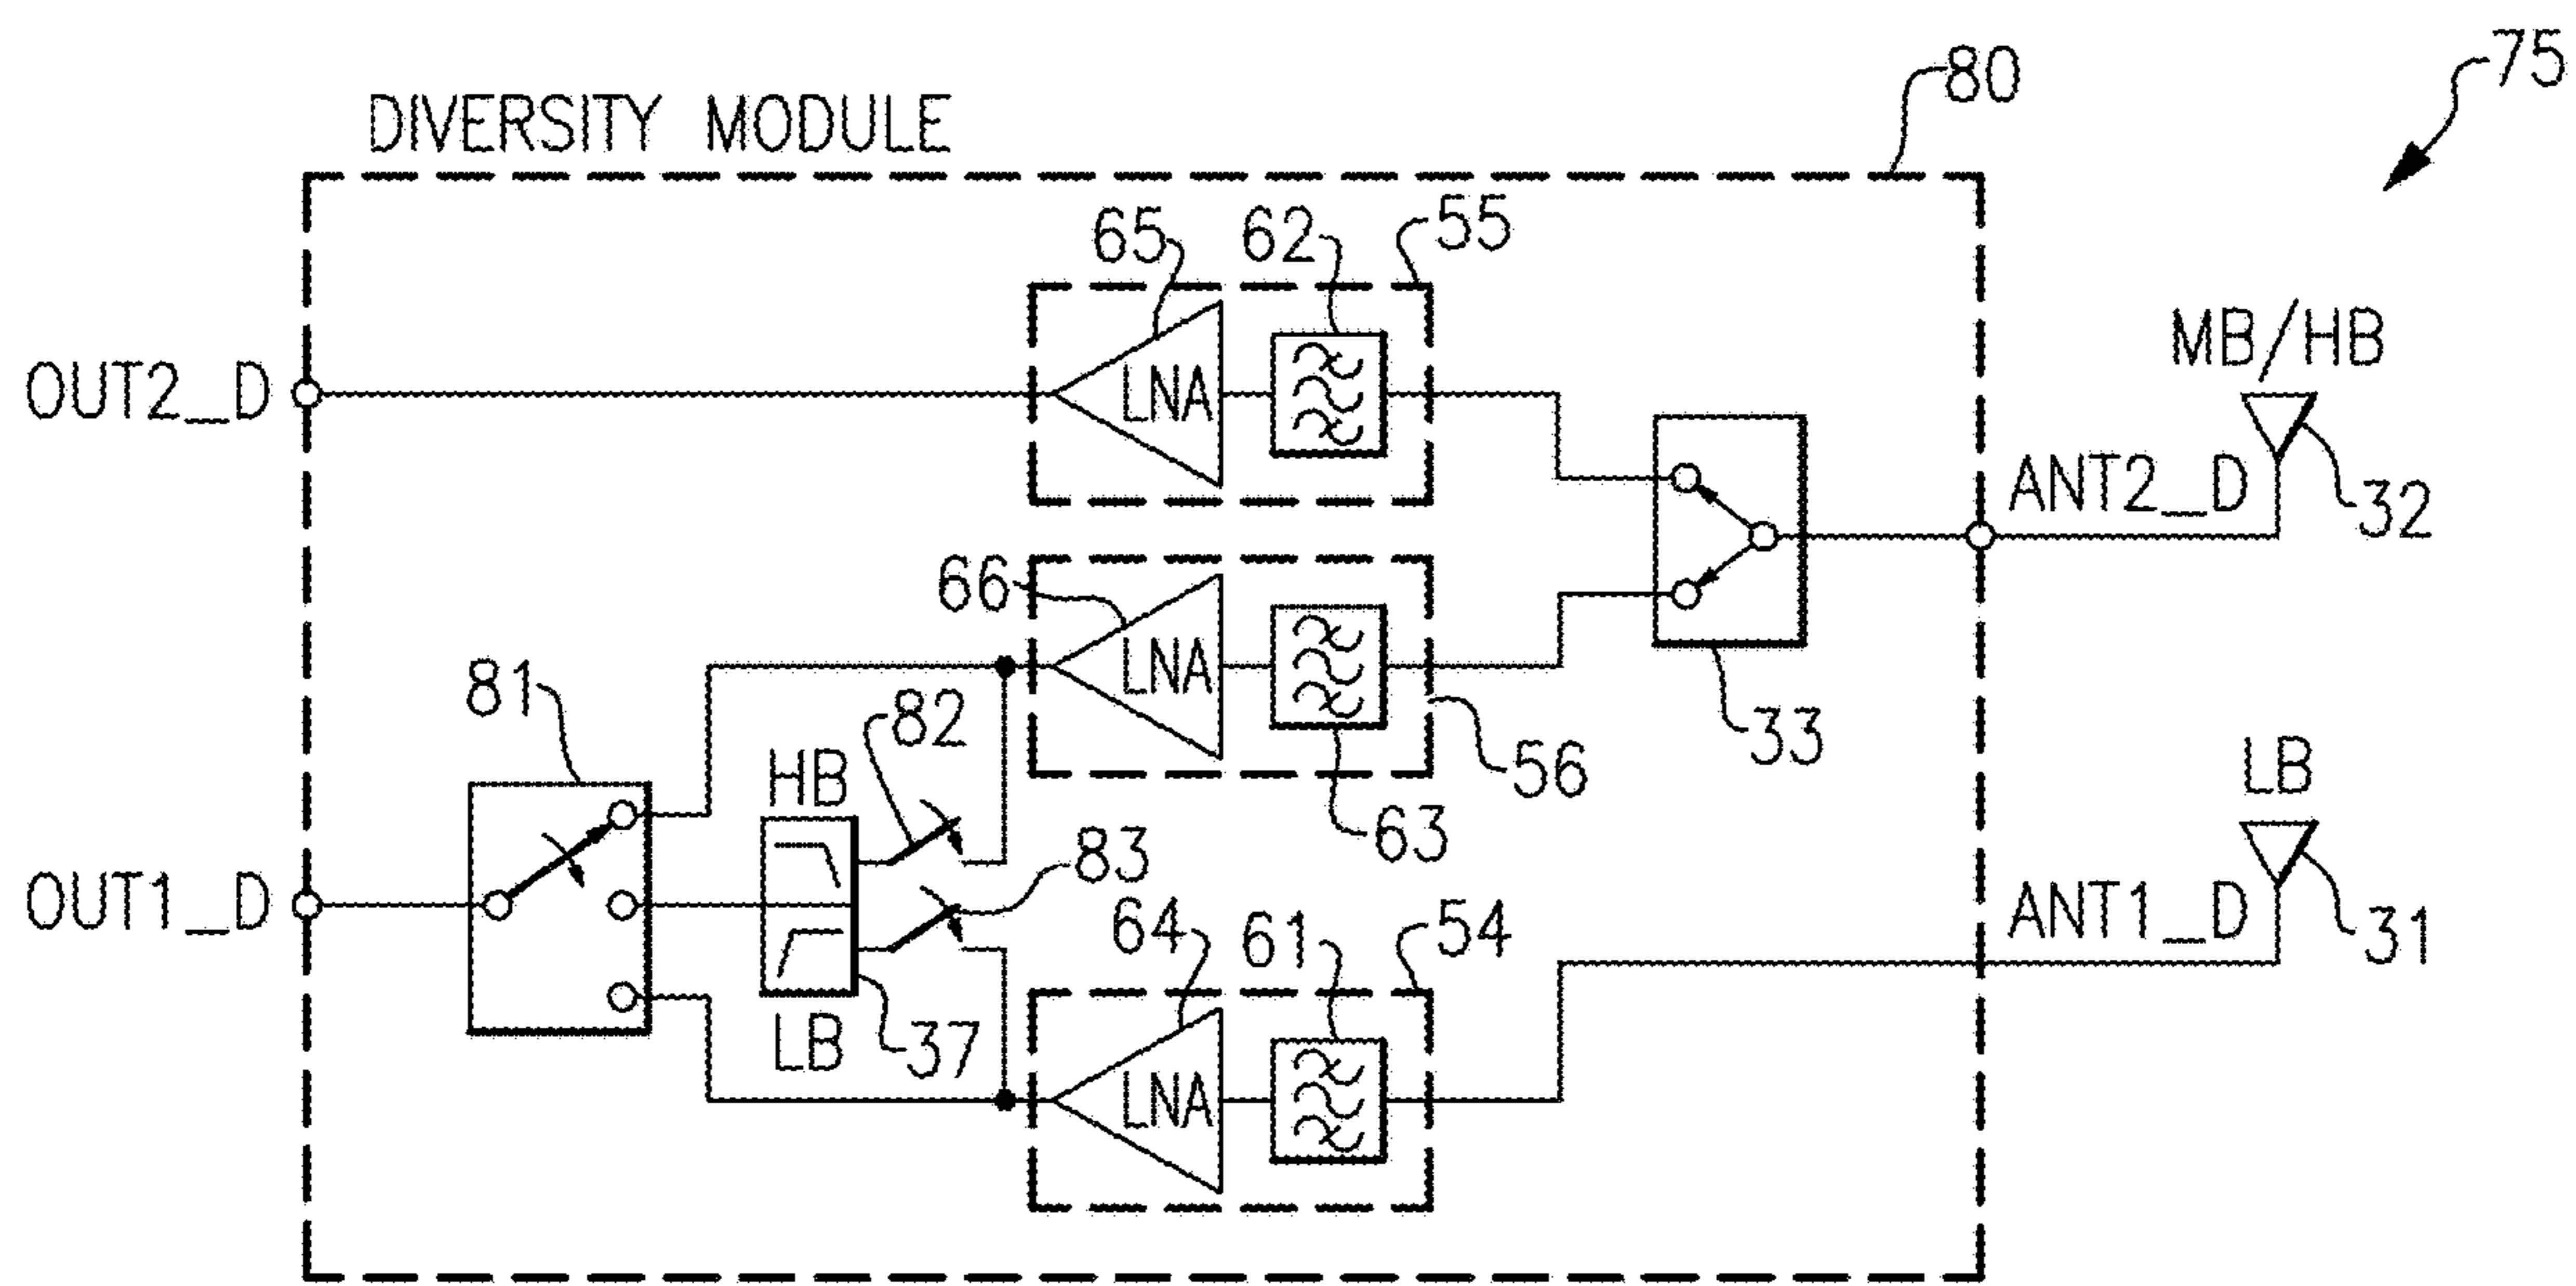 75
80
DIVERSITY MODULE
65
62
55
LNA
OUT2_D
MB/HB
ANT2_D
32
66
LNA
33
56
63
81
82
HB
83
LB
OUT1_D
ANT1_D
31
64
61
54
LB
37
LNA